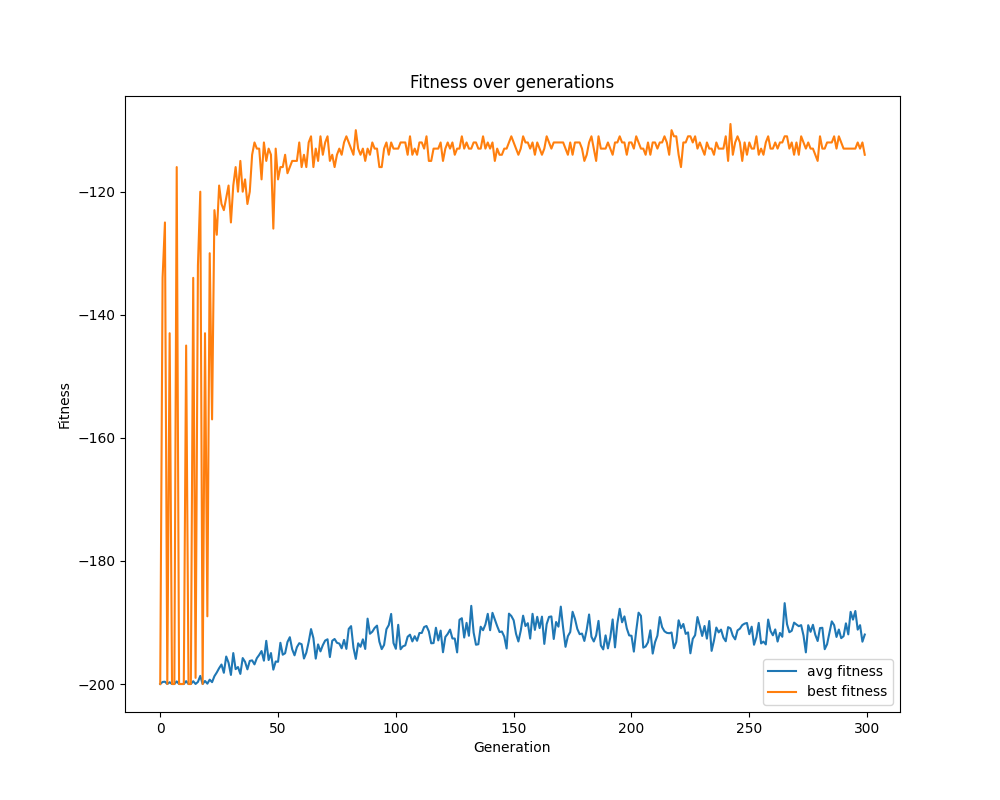 Fitness over generations
Fitness
−120
−140
−160
−180
−200
0 50 100 150 200 250 300
Generation
avg fitness
best fitness